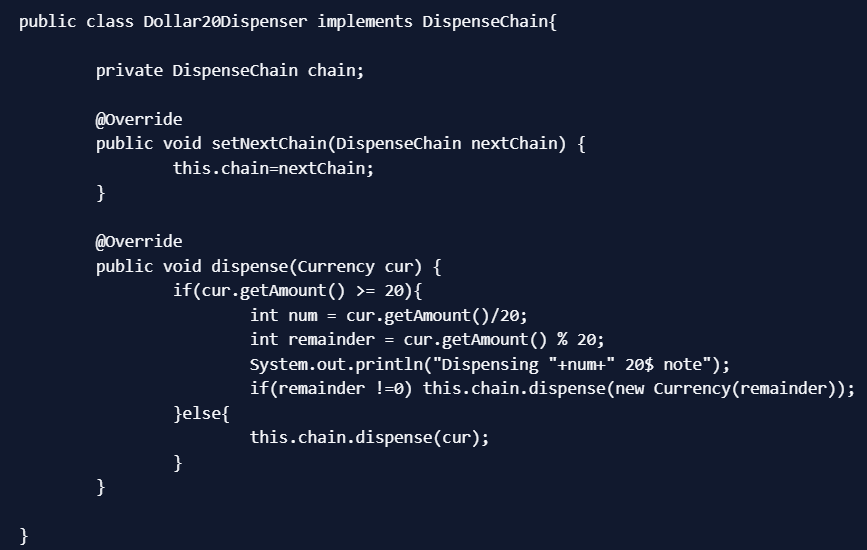 public class Dollar20Dispenser implements DispenseChain{
private DispenseChain chain;
@Override
public void setNextChain(DispenseChain nextChain) {
this.chain=nextChain;
}
@Override
public void dispense(Currency cur) {
if(cur.getAmount() >= 20){
int num = cur.getAmount()/20;
int remainder = cur.getAmount() % 20;
System.out.println("Dispensing "+num+" 20$ note");
if(remainder !=0) this.chain.dispense(new Currency(remainder));
}else{
this.chain.dispense(cur);
}
}
}